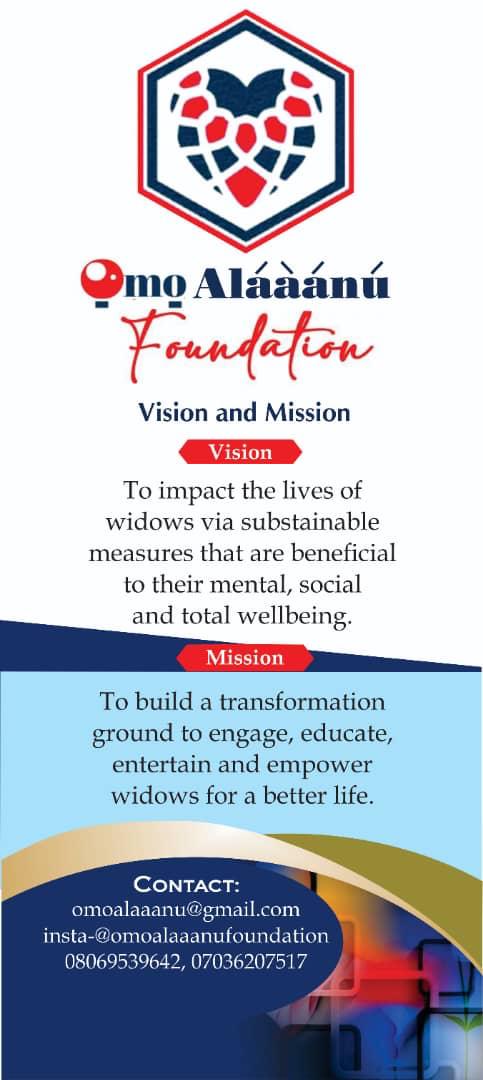 Ọmọ Aláàánú
Foundation
Vision and Mission
Vision
To impact the lives of
widows via substainable
measures that are beneficial
to their mental, social
and total wellbeing.
Mission
To build a transformation
ground to engage, educate,
entertain and empower
widows for a better life.
CONTACT:
omoalaaanu@gmail.com
insta-@omoalaaanufoundation
08069539642, 07036207517